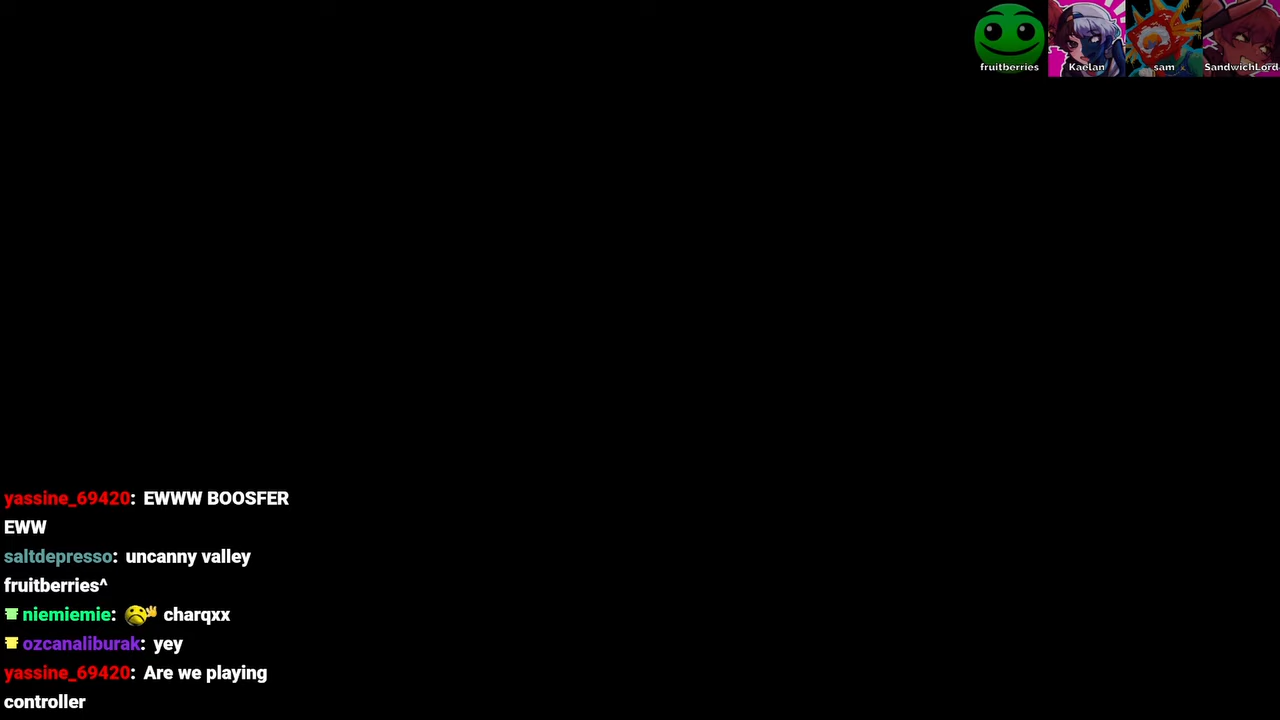 fruitberries
Kaelan
sam
SandwichLord
yassine_69420: EWWW BOOSFER
EWW
saltdepresso: uncanny valley
fruitberries^
niemiemie: charqxx
ozcanaliburak: yey
yassine_69420: Are we playing
controller